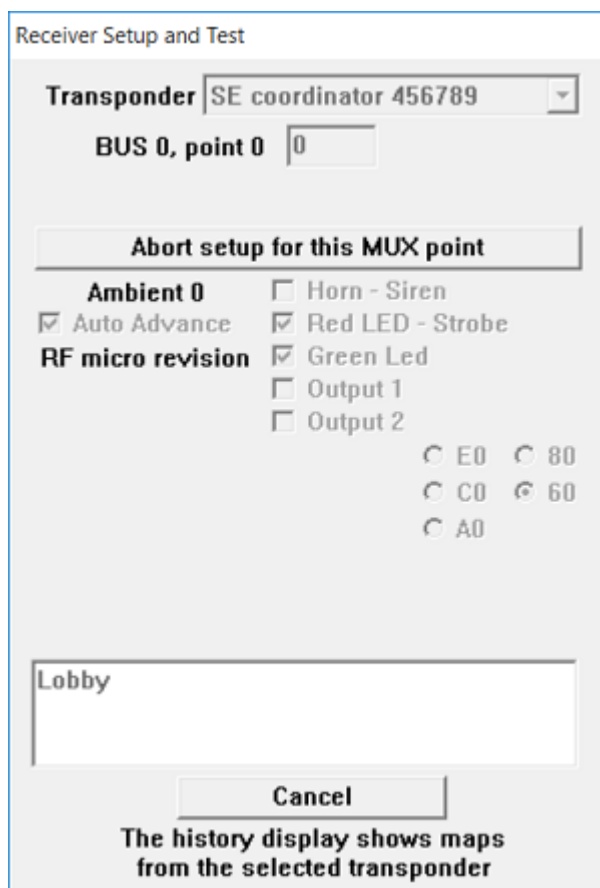 Receiver Setup and Test
Transponder SE coordinator 456789
BUS 0, point 0 0
Abort setup for this MUX point
Ambient 0 Horn - Siren
Auto Advance Red LED - Strobe
RF micro revision Green Led
Output 1
Output 2
E0 80
C0 60
A0
Lobby
Cancel
The history display shows maps
from the selected transponder